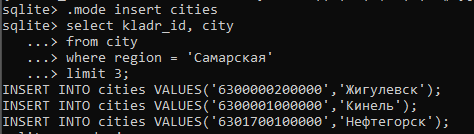 sqlite> .mode insert cities
sqlite> select kladr_id, city
...> from city
...> where region = 'Самарская'
...> limit 3;
INSERT INTO cities VALUES('6300000200000','Жигулевск');
INSERT INTO cities VALUES('6300001000000','Кинель');
INSERT INTO cities VALUES('6301700100000','Нефтегорск');